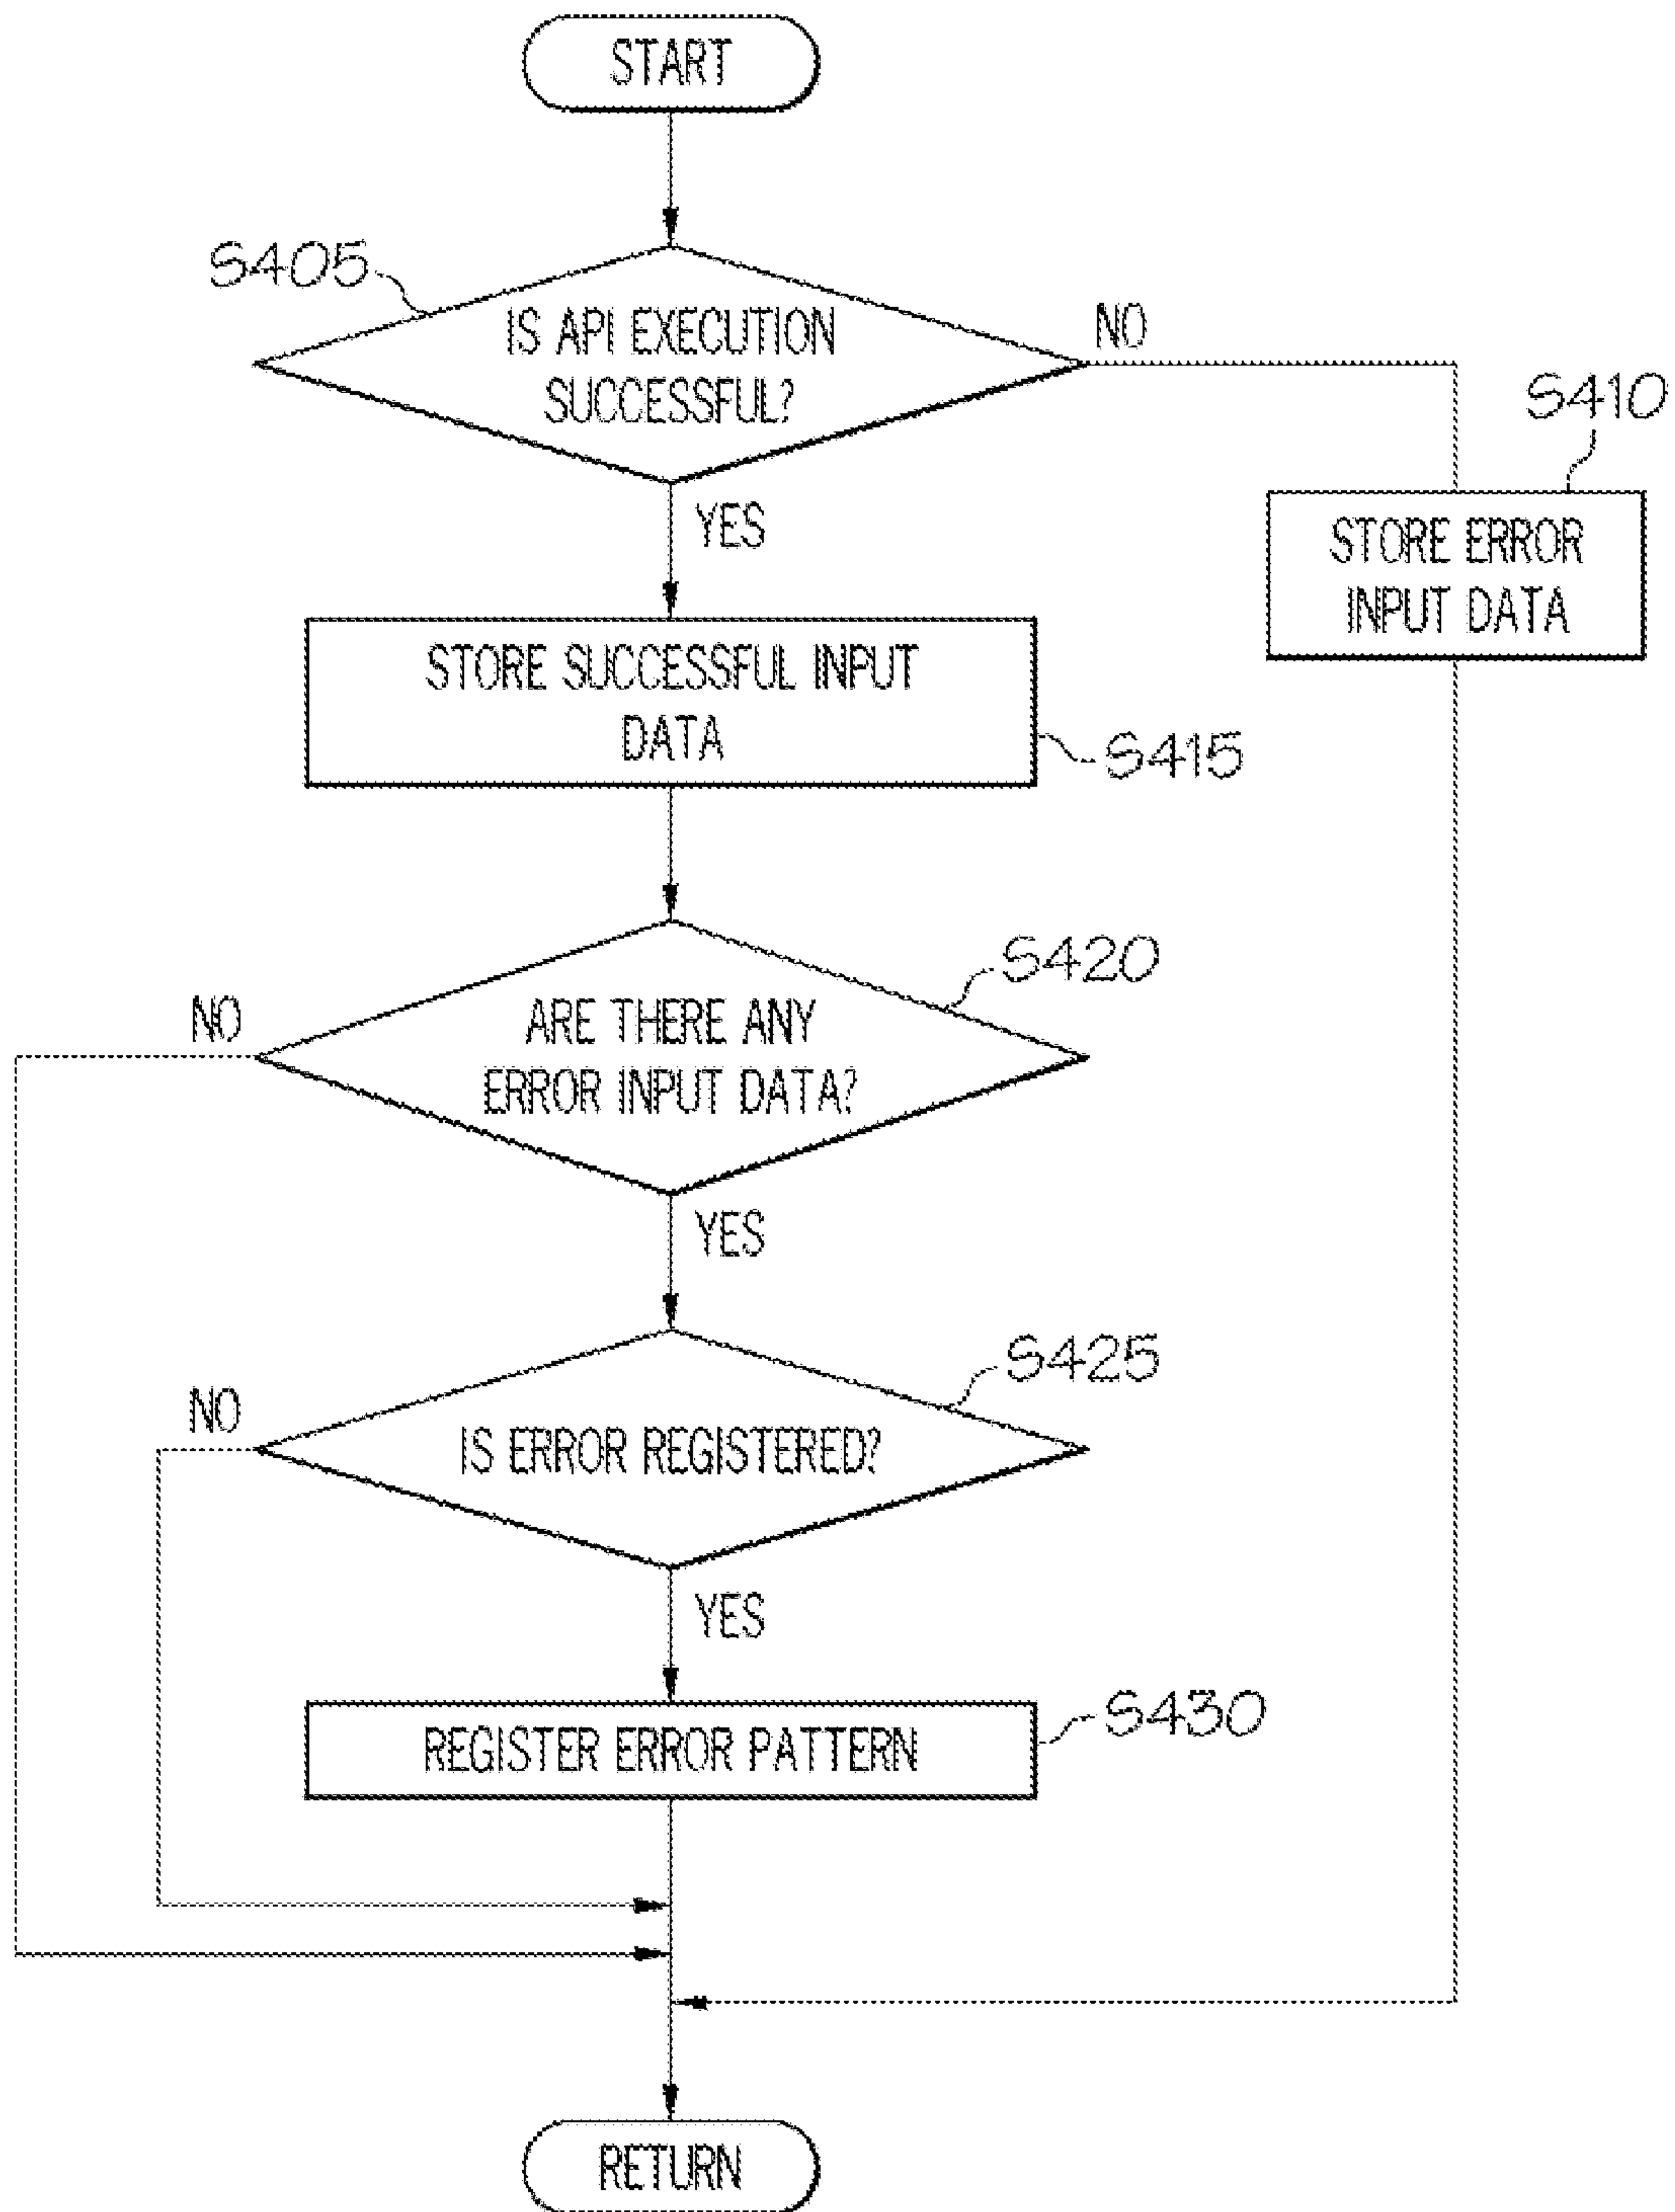 START
S405
IS API EXECUTION
SUCCESSFUL?
NO
S410
YES
STORE ERROR
INPUT DATA
STORE SUCCESSFUL INPUT
DATA
S415
S420
NO
ARE THERE ANY
ERROR INPUT DATA?
YES
S425
NO
IS ERROR REGISTERED?
YES
S430
REGISTER ERROR PATTERN
RETURN